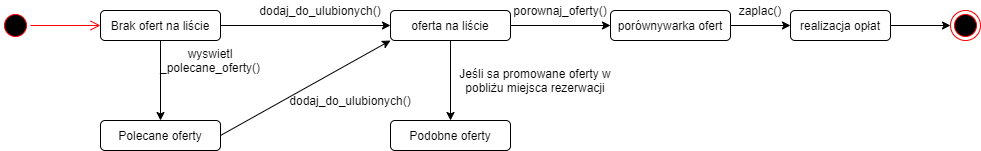 dodaj_do_ulubionych()
porownaj_oferty()
zaplac()
Brak ofert na liście
oferta na liście
porównywarka ofert
realizacja opłat
wyswietl
_polecane_oferty()
Jeśli sa promowane oferty w
pobliżu miejsca rezerwacji
dodaj_do_ulubionych()
Polecane oferty
Podobne oferty